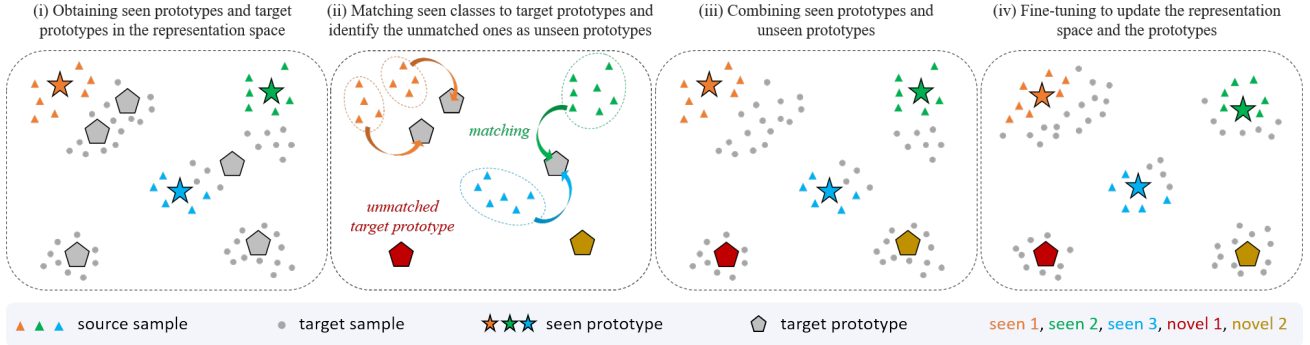 (i) Obtaining seen prototypes and target
prototypes in the representation space
(ii) Matching seen classes to target prototypes and
identify the unmatched ones as unseen prototypes
(iii) Combining seen prototypes and
unseen prototypes
(iv) Fine-tuning to update the representation
space and the prototypes
matching
unmatched
target prototype
source sample
target sample
seen prototype
target prototype
seen 1, seen 2, seen 3, novel 1, novel 2